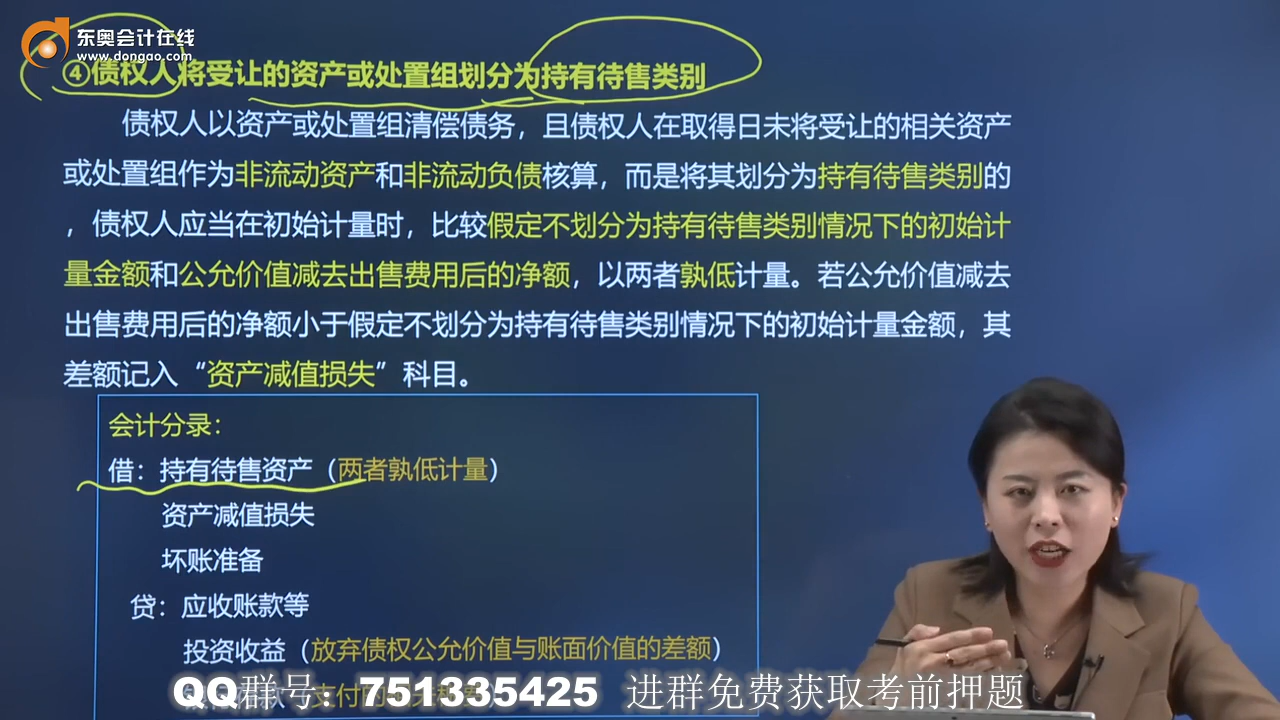 东奥会计在线
www.dongao.com
④债权人将受让的资产或处置组划分为持有待售类别
债权人以资产或处置组清偿债务，且债权人在取得日未将受让的相关资产
或处置组作为非流动资产和非流动负债核算，而是将其划分为持有待售类别的
，债权人应当在初始计量时，比较假定不划分为持有待售类别情况下的初始计
量金额和公允价值减去出售费用后的净额，以两者孰低计量。若公允价值减去
出售费用后的净额小于假定不划分为持有待售类别情况下的初始计量金额，其
差额记入“资产减值损失”科目。
会计分录：
借：持有待售资产（两者孰低计量）
资产减值损失
坏账准备
贷：应收账款等
投资收益（放弃债权公允价值与账面价值的差额）
QQ群号：751335425 进群免费获取考前押题